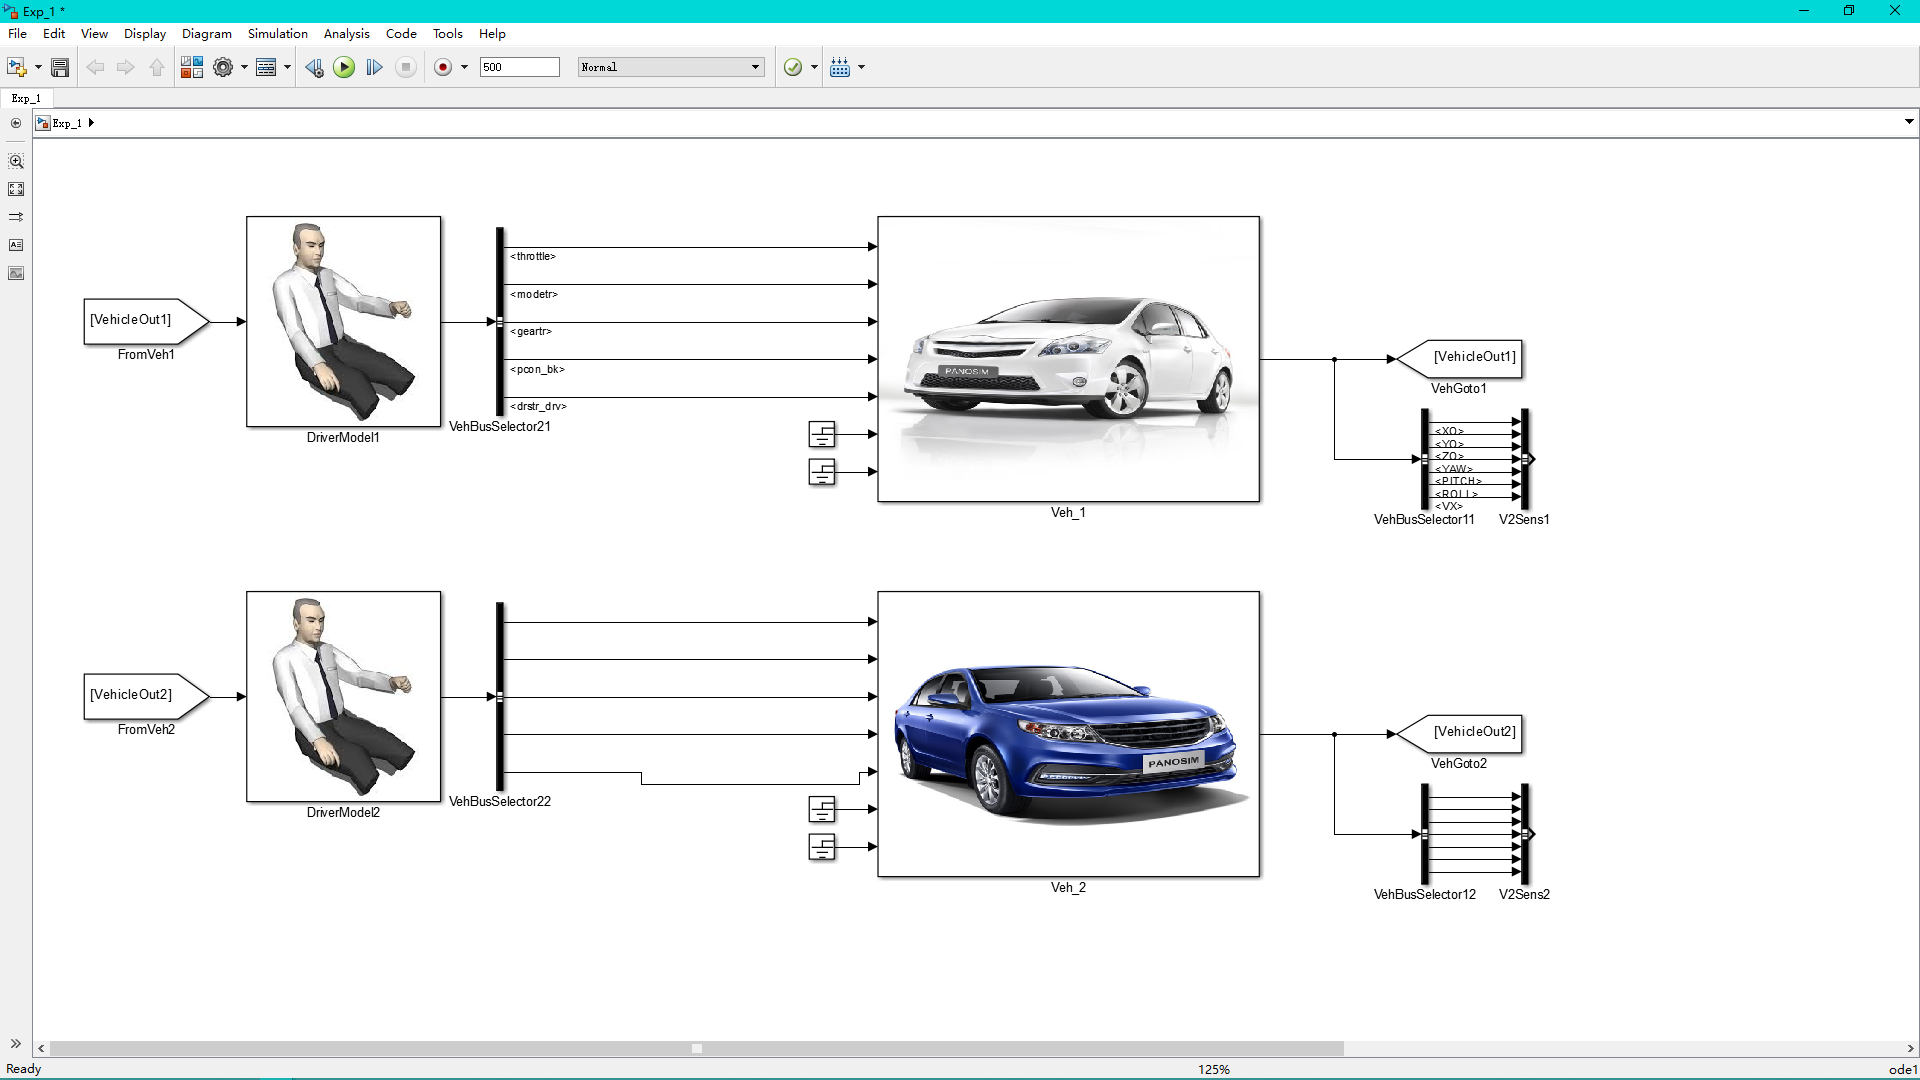 Exp_1 *
File Edit View Display Diagram Simulation Analysis Code Tools Help
500 Normal
Exp_1
Exp_1
[VehicleOut1]
FromVeh1
DriverModel1
<throttle>
<modetr>
<geartr>
<pcon_bk>
<drstr_drv>
VehBusSelector21
PANOSIM
Veh_1
[VehicleOut1]
VehGoto1
<XO>
<YO>
<ZO>
<YAW>
<PITCH>
<ROLL>
<VX>
VehBusSelector11 V2Sens1
[VehicleOut2]
FromVeh2
DriverModel2
VehBusSelector22
PANOSIM
Veh_2
[VehicleOut2]
VehGoto2
VehBusSelector12 V2Sens2
Ready 125% ode1